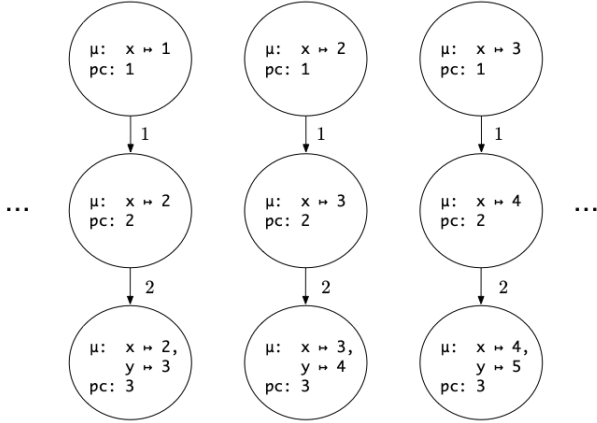 μ: x ↦ 1
pc: 1
μ: x ↦ 2
pc: 1
μ: x ↦ 3
pc: 1
1
1
1
...
μ: x ↦ 2
pc: 2
μ: x ↦ 3
pc: 2
μ: x ↦ 4
pc: 2
...
2
2
2
μ: x ↦ 2,
y ↦ 3
pc: 3
μ: x ↦ 3,
y ↦ 4
pc: 3
μ: x ↦ 4,
y ↦ 5
pc: 3